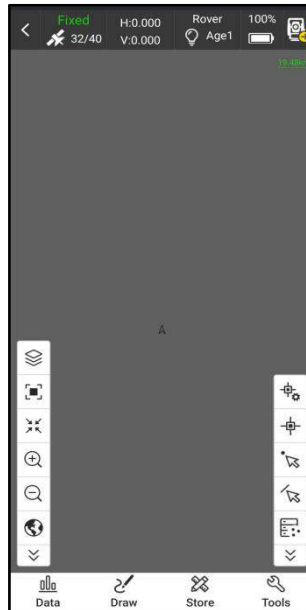 Fixed
32/40
H:0.000
V:0.000
Rover
Age1
100%
A
Data
Draw
Store
Tools